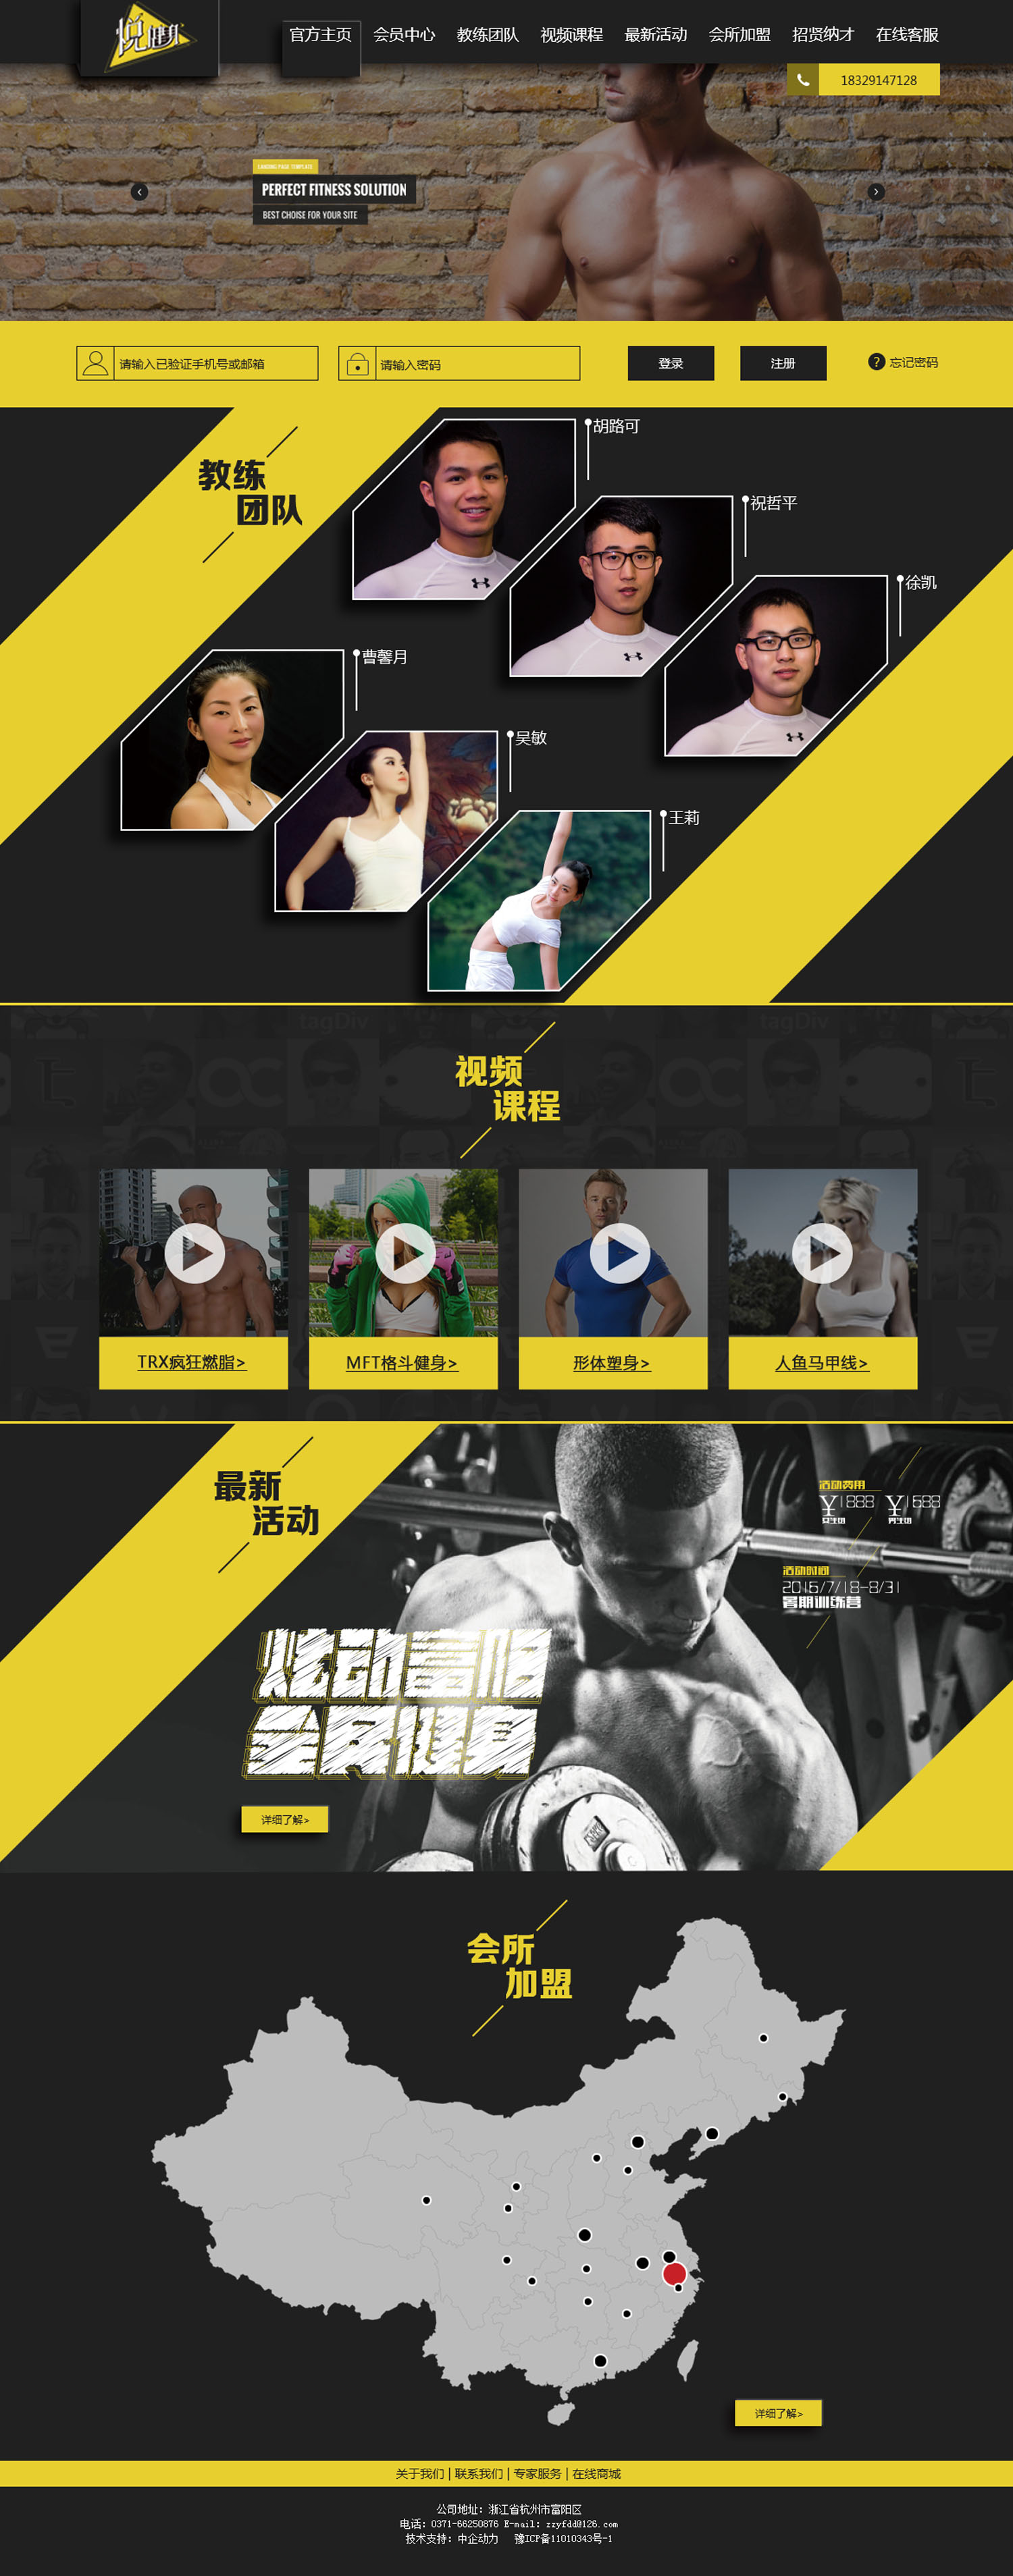 悦健身
官方主页 会员中心 教练团队 视频课程 最新活动 会所加盟 招贤纳才 在线客服
18329147128
LANDING PAGE TEMPLATE
PERFECT FITNESS SOLUTION
BEST CHOISE FOR YOUR SITE
请输入已验证手机号或邮箱 请输入密码 登录 注册 ? 忘记密码
教练
团队
胡路可
祝哲平
徐凯
曹馨月
吴敏
王莉
tagDiv tagDiv
视频
课程
TRX疯狂燃脂> MFT格斗健身> 形体塑身> 人鱼马甲线>
最新
活动
活动费用
¥1888 ¥1588
女生团 男生团
活动时间
2016/7/18-8/31
暑期训练营
炫动富阳
全民健身
详细了解>
会所
加盟
详细了解>
关于我们 | 联系我们 | 专家服务 | 在线商城
公司地址：浙江省杭州市富阳区
电话：0371-66250876 E-mail：zzyfdd@126.com
技术支持：中企动力 豫ICP备11010343号-1